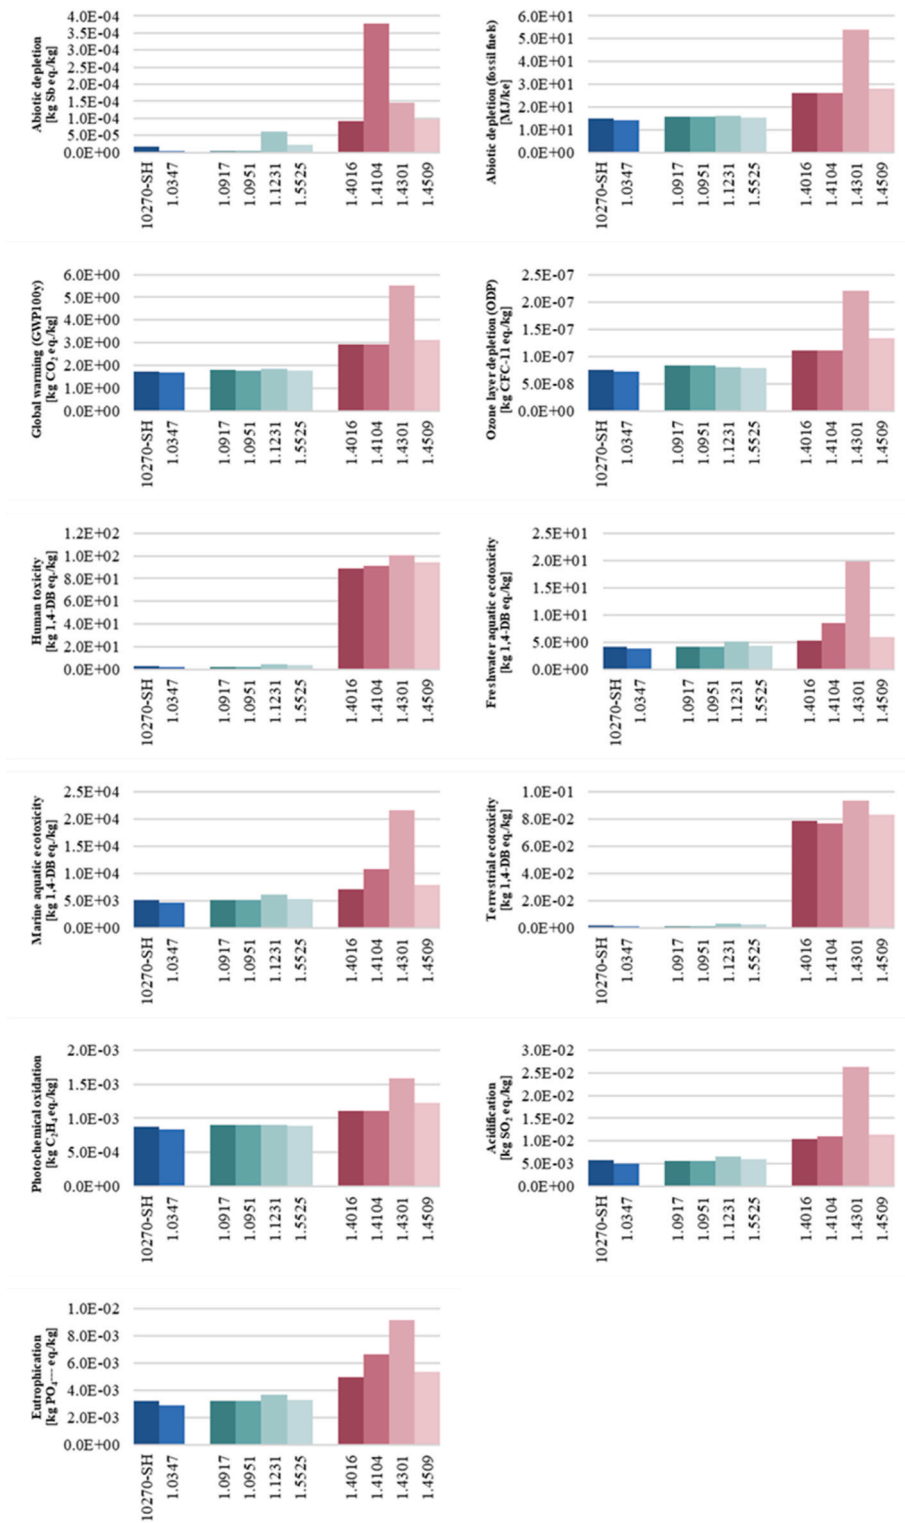 Abiotic depletion
[kg Sb eq./kg]
4.0E-04
3.5E-04
3.0E-04
2.5E-04
2.0E-04
1.5E-04
1.0E-04
5.0E-05
0.0E+00
10270-SH
1.0347
1.0917
1.0951
1.1231
1.5525
1.4016
1.4104
1.4301
1.4509
Abiotic depletion (fossil fuels)
[MJ/ke]
6.0E+01
5.0E+01
4.0E+01
3.0E+01
2.0E+01
1.0E+01
0.0E+00
10270-SH
1.0347
1.0917
1.0951
1.1231
1.5525
1.4016
1.4104
1.4301
1.4509
Global warming (GWP100y)
[kg CO₂ eq./kg]
6.0E+00
5.0E+00
4.0E+00
3.0E+00
2.0E+00
1.0E+00
0.0E+00
10270-SH
1.0347
1.0917
1.0951
1.1231
1.5525
1.4016
1.4104
1.4301
1.4509
Ozone layer depletion (ODP)
[kg CFC-11 eq./kg]
2.5E-07
2.0E-07
1.5E-07
1.0E-07
5.0E-08
0.0E+00
10270-SH
1.0347
1.0917
1.0951
1.1231
1.5525
1.4016
1.4104
1.4301
1.4509
Human toxicity
[kg 1,4-DB eq./kg]
1.2E+02
1.0E+02
8.0E+01
6.0E+01
4.0E+01
2.0E+01
0.0E+00
10270-SH
1.0347
1.0917
1.0951
1.1231
1.5525
1.4016
1.4104
1.4301
1.4509
Freshwater aquatic ecotoxicity
[kg 1,4-DB eq./kg]
2.5E+01
2.0E+01
1.5E+01
1.0E+01
5.0E+00
0.0E+00
10270-SH
1.0347
1.0917
1.0951
1.1231
1.5525
1.4016
1.4104
1.4301
1.4509
Marine aquatic ecotoxicity
[kg 1,4-DB eq./kg]
2.5E+04
2.0E+04
1.5E+04
1.0E+04
5.0E+03
0.0E+00
10270-SH
1.0347
1.0917
1.0951
1.1231
1.5525
1.4016
1.4104
1.4301
1.4509
Terrestrial ecotoxicity
[kg 1,4-DB eq./kg]
1.0E-01
8.0E-02
6.0E-02
4.0E-02
2.0E-02
0.0E+00
10270-SH
1.0347
1.0917
1.0951
1.1231
1.5525
1.4016
1.4104
1.4301
1.4509
Photochemical oxidation
[kg C₂H₄ eq./kg]
2.0E-03
1.5E-03
1.0E-03
5.0E-04
0.0E+00
10270-SH
1.0347
1.0917
1.0951
1.1231
1.5525
1.4016
1.4104
1.4301
1.4509
Acidification
[kg SO₂ eq./kg]
3.0E-02
2.5E-02
2.0E-02
1.5E-02
1.0E-02
5.0E-03
0.0E+00
10270-SH
1.0347
1.0917
1.0951
1.1231
1.5525
1.4016
1.4104
1.4301
1.4509
Eutrophication
[kg PO₄--- eq./kg]
1.0E-02
8.0E-03
6.0E-03
4.0E-03
2.0E-03
0.0E+00
10270-SH
1.0347
1.0917
1.0951
1.1231
1.5525
1.4016
1.4104
1.4301
1.4509